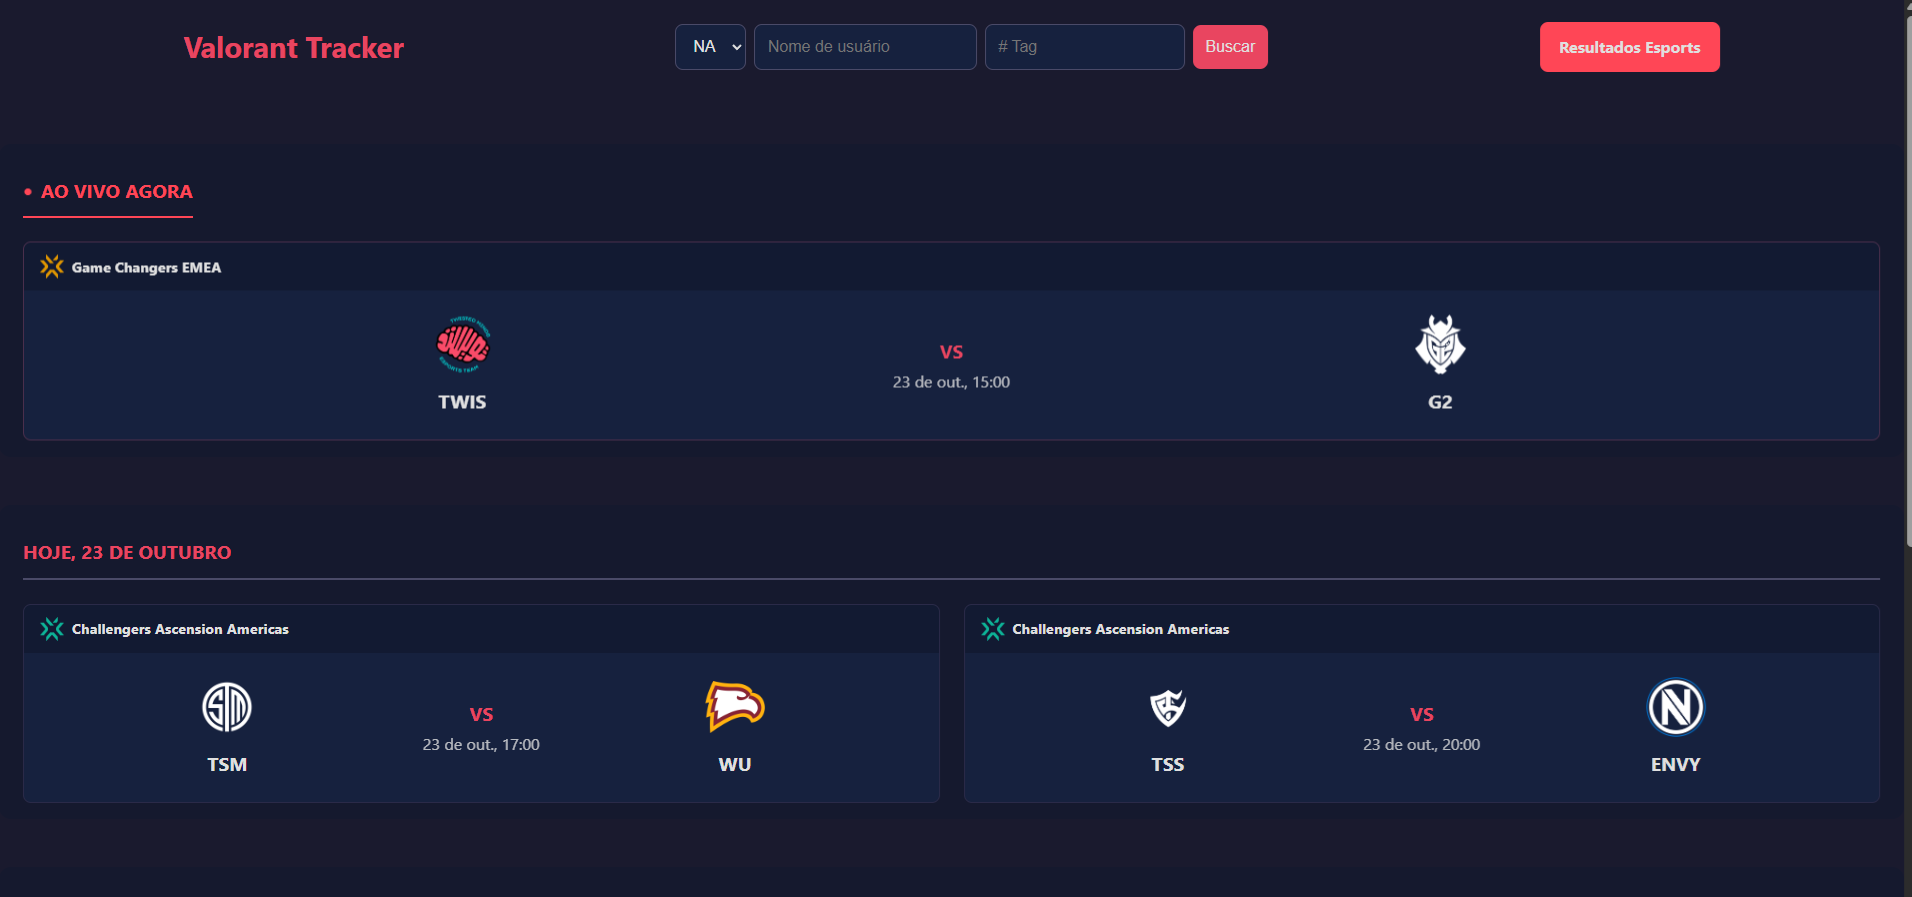 Valorant Tracker
NA
Nome de usuário
# Tag
Buscar
Resultados Esports
• AO VIVO AGORA
Game Changers EMEA
TWIS
VS
23 de out., 15:00
G2
HOJE, 23 DE OUTUBRO
Challengers Ascension Americas
TSM
VS
23 de out., 17:00
WU
Challengers Ascension Americas
TSS
VS
23 de out., 20:00
ENVY